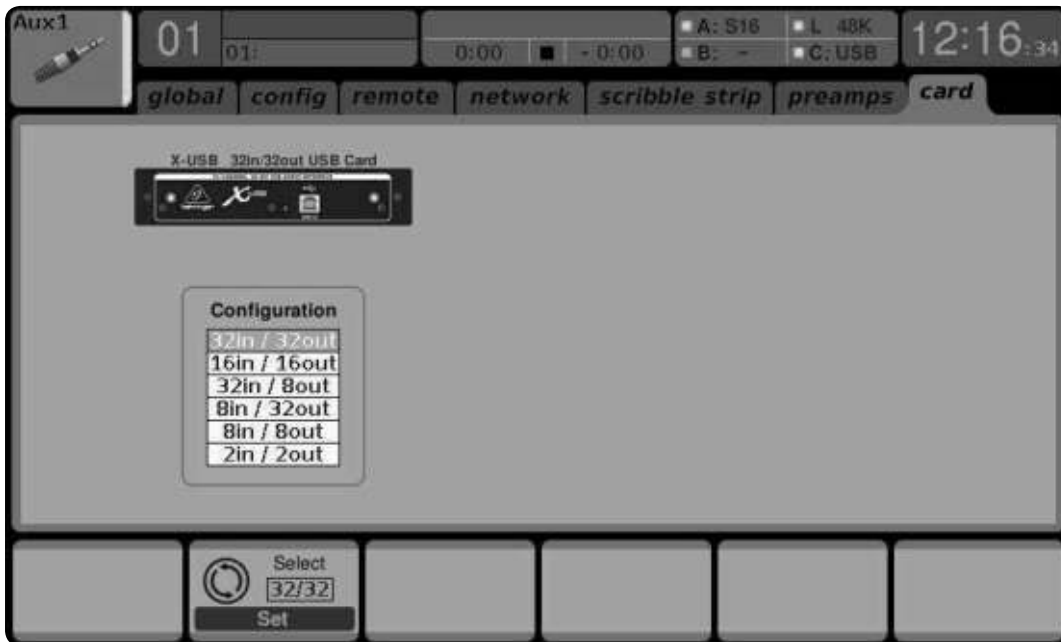 Aux1
01
01:
0:00
- 0:00
A: S16
L 48K
B: -
C: USB
12:16:34
global
config
remote
network
scribble strip
preamps
card
X-USB 32in/32out USB Card
Configuration
32in / 32out
16in / 16out
32in / 8out
8in / 32out
8in / 8out
2in / 2out
Select
32/32
Set